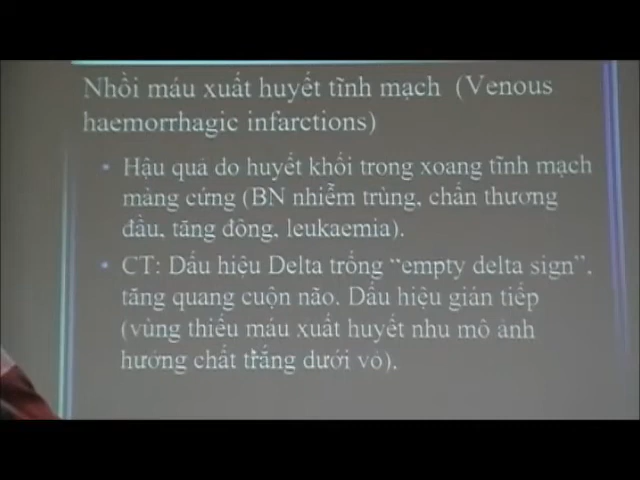 Nhồi máu xuất huyết tĩnh mạch (Venous
haemorrhagic infarctions)
• Hậu quả do huyết khối trong xoang tĩnh mạch
màng cứng (BN nhiễm trùng, chấn thương
đầu, tăng đông, leukaemia).
• CT: Dấu hiệu Delta trống “empty delta sign”.
tăng quang cuộn não. Dấu hiệu gián tiếp
(vùng thiếu máu xuất huyết nhu mô ảnh
hưởng chất trắng dưới vỏ).